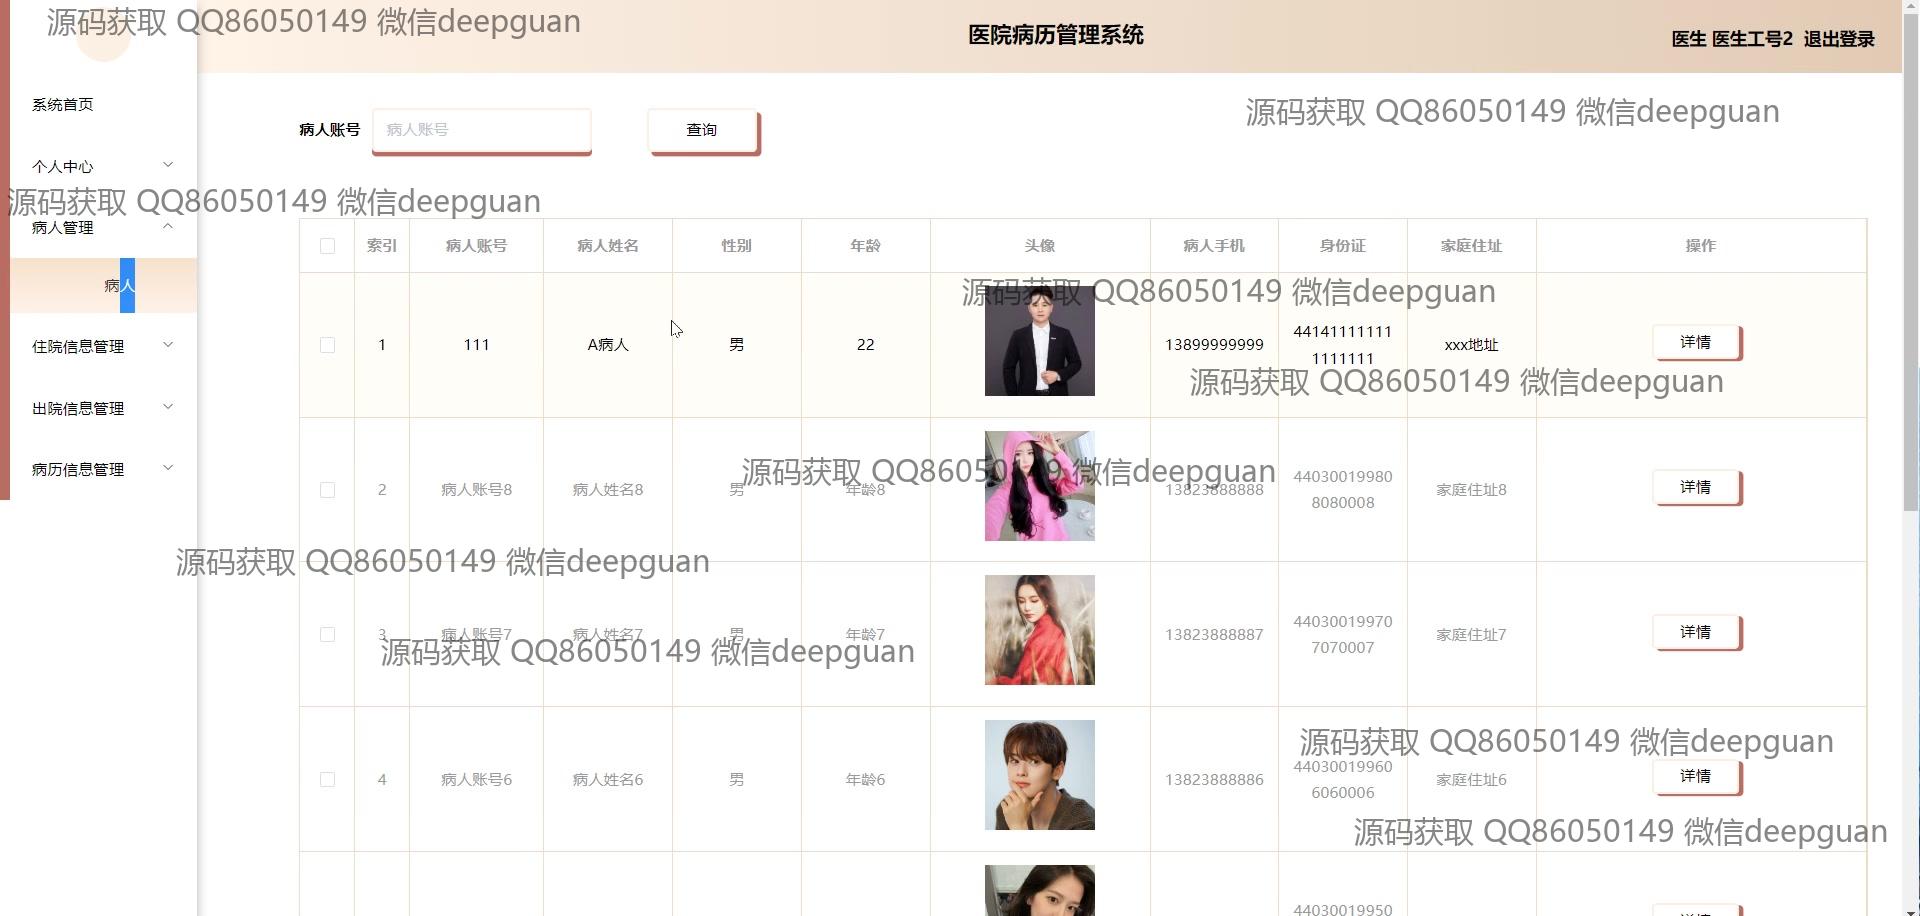 源码获取 QQ86050149 微信deepguan
医院病历管理系统
医生 医生工号2 退出登录
系统首页
病人账号 病人账号 查询
源码获取 QQ86050149 微信deepguan
个人中心
源码获取 QQ86050149 微信deepguan
病人管理
病人
住院信息管理
出院信息管理
病历信息管理
索引 病人账号 病人姓名 性别 年龄 头像 病人手机 身份证 家庭住址 操作
源码获取 QQ86050149 微信deepguan
1 111 A病人 男 22 13899999999 44141111111 xxx地址 详情
1111111
源码获取 QQ86050149 微信deepguan
源码获取 QQ86050149 微信deepguan
2 病人账号8 病人姓名8 男 年龄8 13823888888 44030019980 家庭住址8 详情
8080008
源码获取 QQ86050149 微信deepguan
3 病人账号7 病人姓名7 男 年龄7 13823888887 44030019970 家庭住址7 详情
7070007
源码获取 QQ86050149 微信deepguan
源码获取 QQ86050149 微信deepguan
4 病人账号6 病人姓名6 男 年龄6 13823888886 44030019960 家庭住址6 详情
6060006
源码获取 QQ86050149 微信deepguan
44030019950